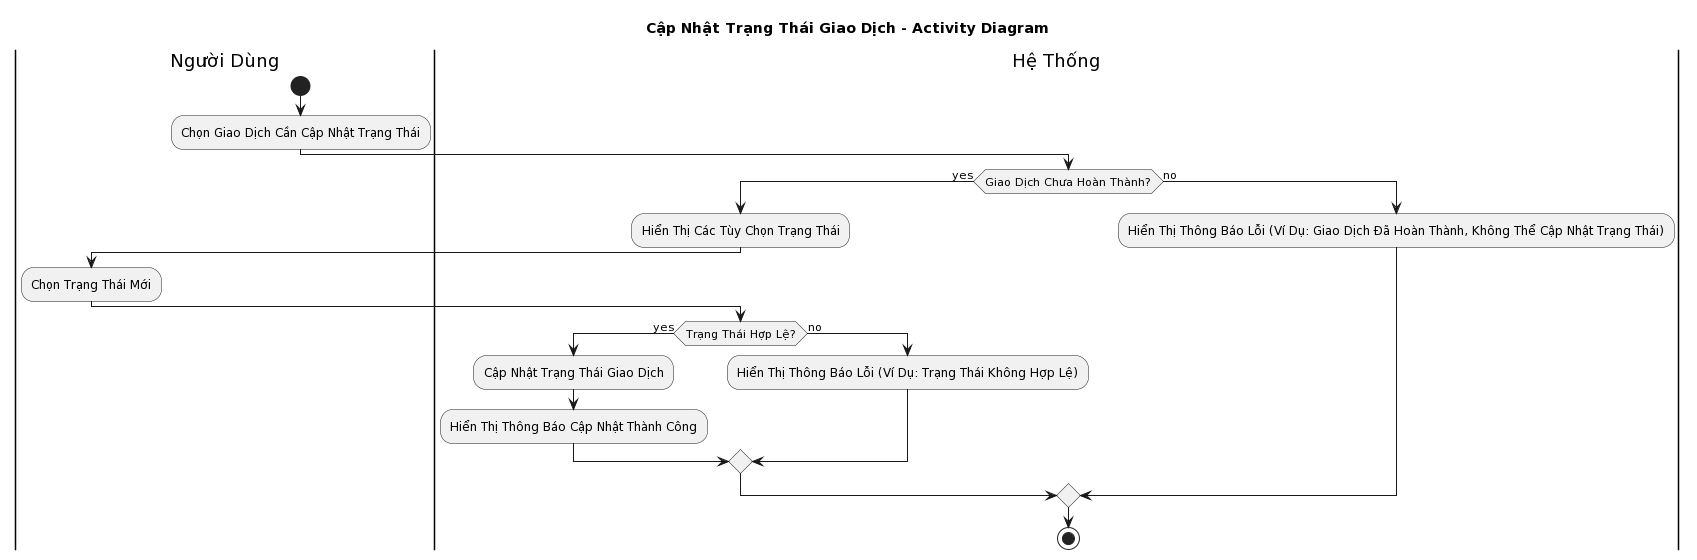 Cập Nhật Trạng Thái Giao Dịch - Activity Diagram
Người Dùng
Hệ Thống
Chọn Giao Dịch Cần Cập Nhật Trạng Thái
yes
Giao Dịch Chưa Hoàn Thành?
no
Hiển Thị Các Tùy Chọn Trạng Thái
Hiển Thị Thông Báo Lỗi (Ví Dụ: Giao Dịch Đã Hoàn Thành, Không Thể Cập Nhật Trạng Thái)
Chọn Trạng Thái Mới
yes
Trạng Thái Hợp Lệ?
no
Cập Nhật Trạng Thái Giao Dịch
Hiển Thị Thông Báo Lỗi (Ví Dụ: Trạng Thái Không Hợp Lệ)
Hiển Thị Thông Báo Cập Nhật Thành Công